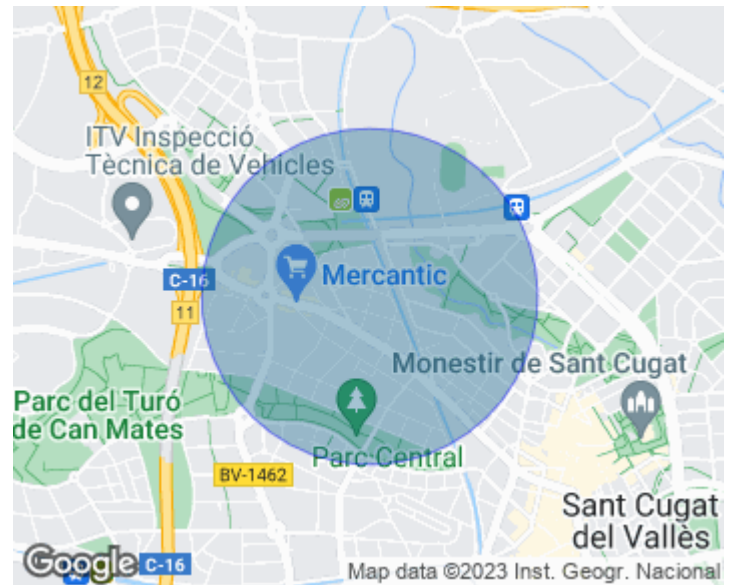 12
ITV Inspecció
Tècnica de Vehicles
Mercantic
C-16
11
Monestir de Sant Cugat
Parc del Turó
de Can Mates
Parc Central
BV-1462
Sant Cugat
del Vallès
Google
C-16
Map data ©2023 Inst. Geogr. Nacional